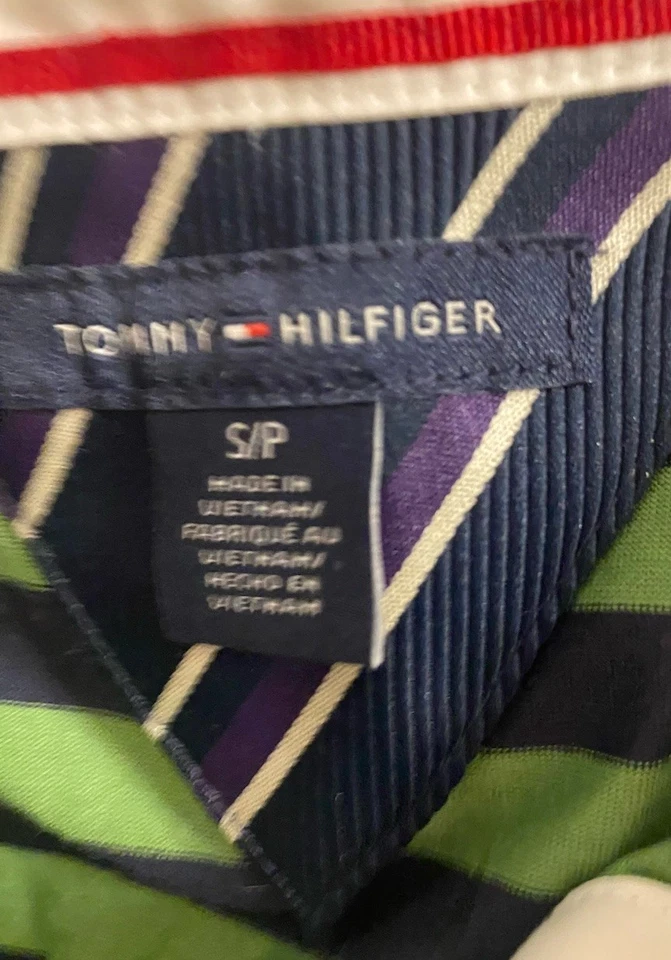 TOMMY HILFIGER
S/P
MADE IN
VIETNAM/
FABRIQUÉ AU
VIETNAM/
HECHO EN
VIETNAM